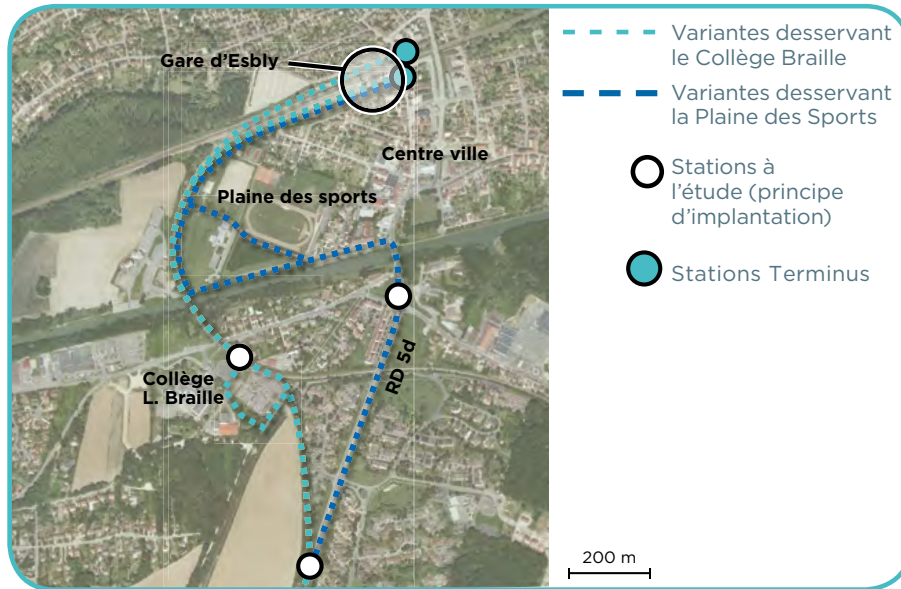 Gare d'Esbly
Centre ville
Plaine des sports
RD 5d
Collège
L. Braille
Variantes desservant
le Collège Braille
Variantes desservant
la Plaine des Sports
Stations à
l'étude (principe
d'implantation)
Stations Terminus
200 m